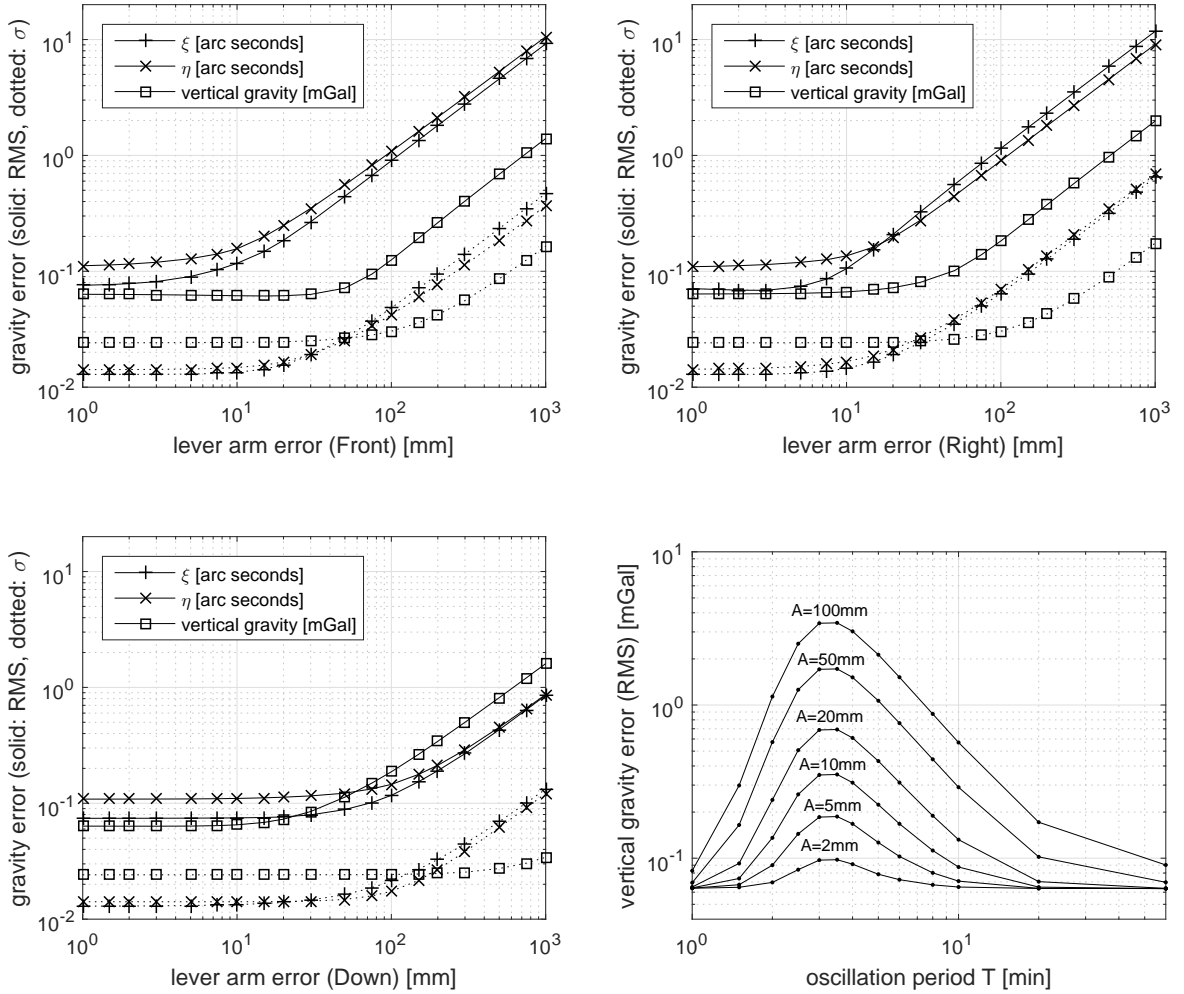 gravity error (solid: RMS, dotted: σ)
10^1
10^0
10^-1
10^-2
ξ [arc seconds]
η [arc seconds]
vertical gravity [mGal]
10^0 10^1 10^2 10^3
lever arm error (Front) [mm]
gravity error (solid: RMS, dotted: σ)
10^1
10^0
10^-1
10^-2
ξ [arc seconds]
η [arc seconds]
vertical gravity [mGal]
10^0 10^1 10^2 10^3
lever arm error (Right) [mm]
gravity error (solid: RMS, dotted: σ)
10^1
10^0
10^-1
10^-2
ξ [arc seconds]
η [arc seconds]
vertical gravity [mGal]
10^0 10^1 10^2 10^3
lever arm error (Down) [mm]
vertical gravity error (RMS) [mGal]
10^1
10^0
10^-1
A=100mm
A=50mm
A=20mm
A=10mm
A=5mm
A=2mm
10^0 10^1
oscillation period T [min]